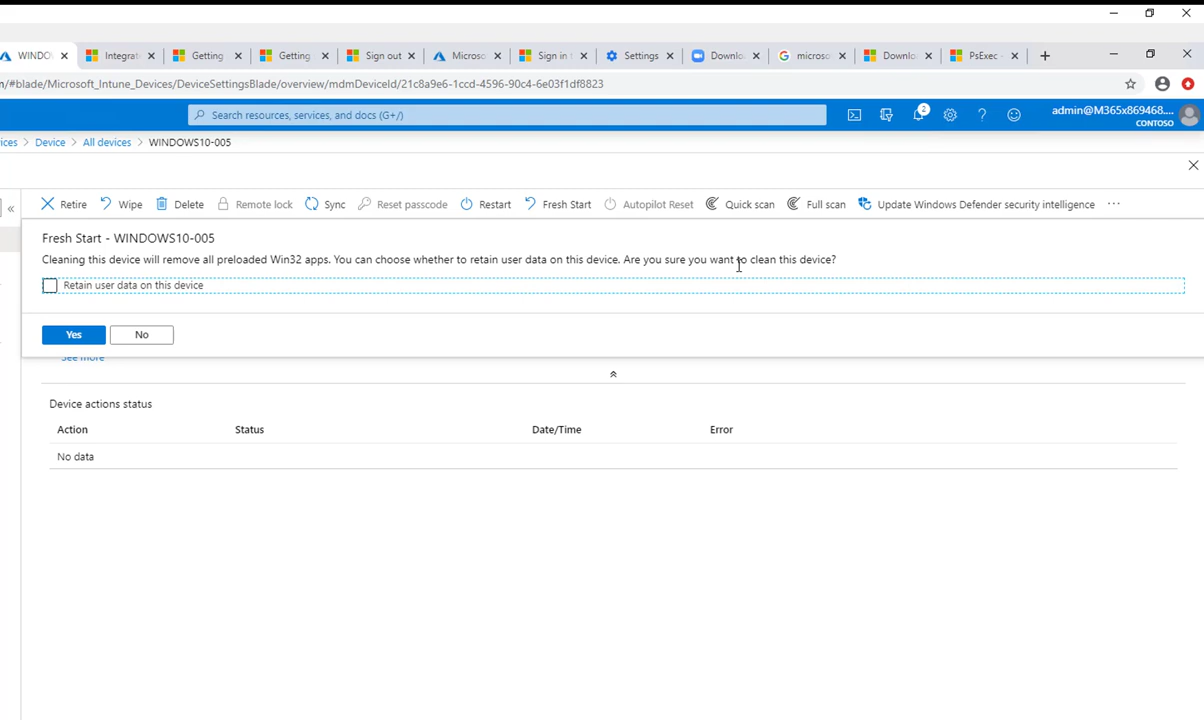 WINDO
Integrat
Getting
Getting
Sign out
Microso
Sign in t
Settings
Downlo
microso
Downlo
PsExec -
n/#blade/Microsoft_Intune_Devices/DeviceSettingsBlade/overview/mdmDeviceId/21c8a9e6-1ccd-4596-90c4-6e03f1df8823
Search resources, services, and docs (G+/)
2
admin@M365x869468....
CONTOSO
ices > Device > All devices > WINDOWS10-005
Retire
Wipe
Delete
Remote lock
Sync
Reset passcode
Restart
Fresh Start
Autopilot Reset
Quick scan
Full scan
Update Windows Defender security intelligence
Fresh Start - WINDOWS10-005
Cleaning this device will remove all preloaded Win32 apps. You can choose whether to retain user data on this device. Are you sure you want to clean this device?
Retain user data on this device
Yes
No
See more
Device actions status
Action
Status
Date/Time
Error
No data